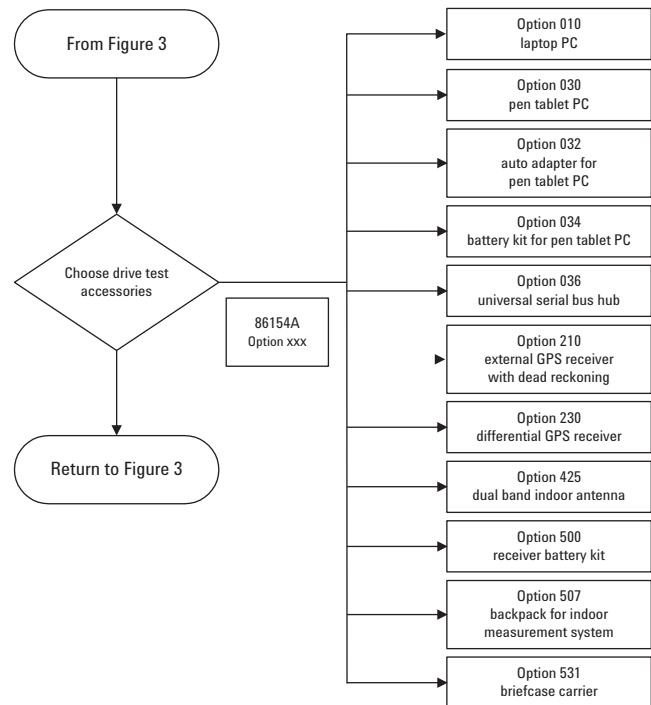 From Figure 3
Choose drive test
accessories
Return to Figure 3
86154A
Option xxx
Option 010
laptop PC
Option 030
pen tablet PC
Option 032
auto adapter for
pen tablet PC
Option 034
battery kit for pen tablet PC
Option 036
universal serial bus hub
Option 210
external GPS receiver
with dead reckoning
Option 230
differential GPS receiver
Option 425
dual band indoor antenna
Option 500
receiver battery kit
Option 507
backpack for indoor
measurement system
Option 531
briefcase carrier